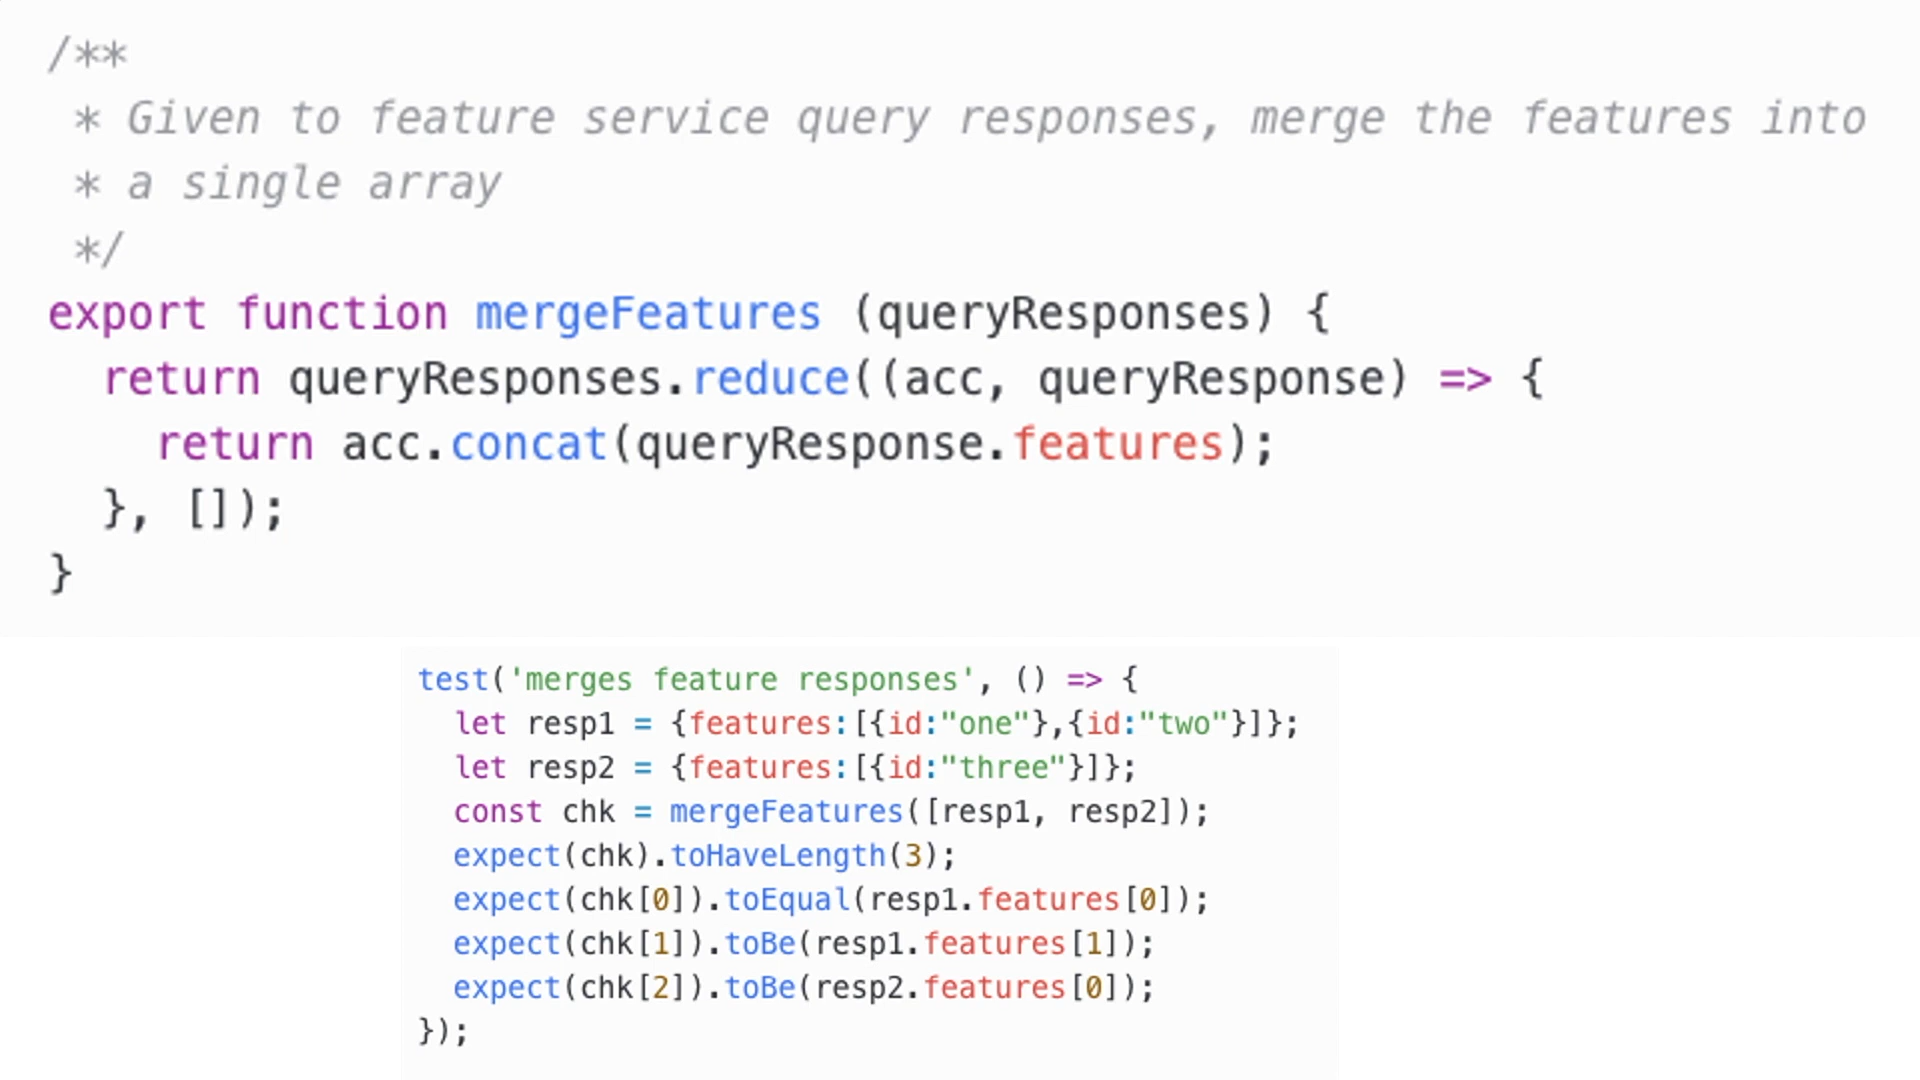 /**
 * Given to feature service query responses, merge the features into
 * a single array
 */
export function mergeFeatures (queryResponses) {
  return queryResponses.reduce((acc, queryResponse) => {
    return acc.concat(queryResponse.features);
  }, []);
}
test('merges feature responses', () => {
  let resp1 = {features:[{id:"one"},{id:"two"}]};
  let resp2 = {features:[{id:"three"}]};
  const chk = mergeFeatures([resp1, resp2]);
  expect(chk).toHaveLength(3);
  expect(chk[0]).toEqual(resp1.features[0]);
  expect(chk[1]).toBe(resp1.features[1]);
  expect(chk[2]).toBe(resp2.features[0]);
});